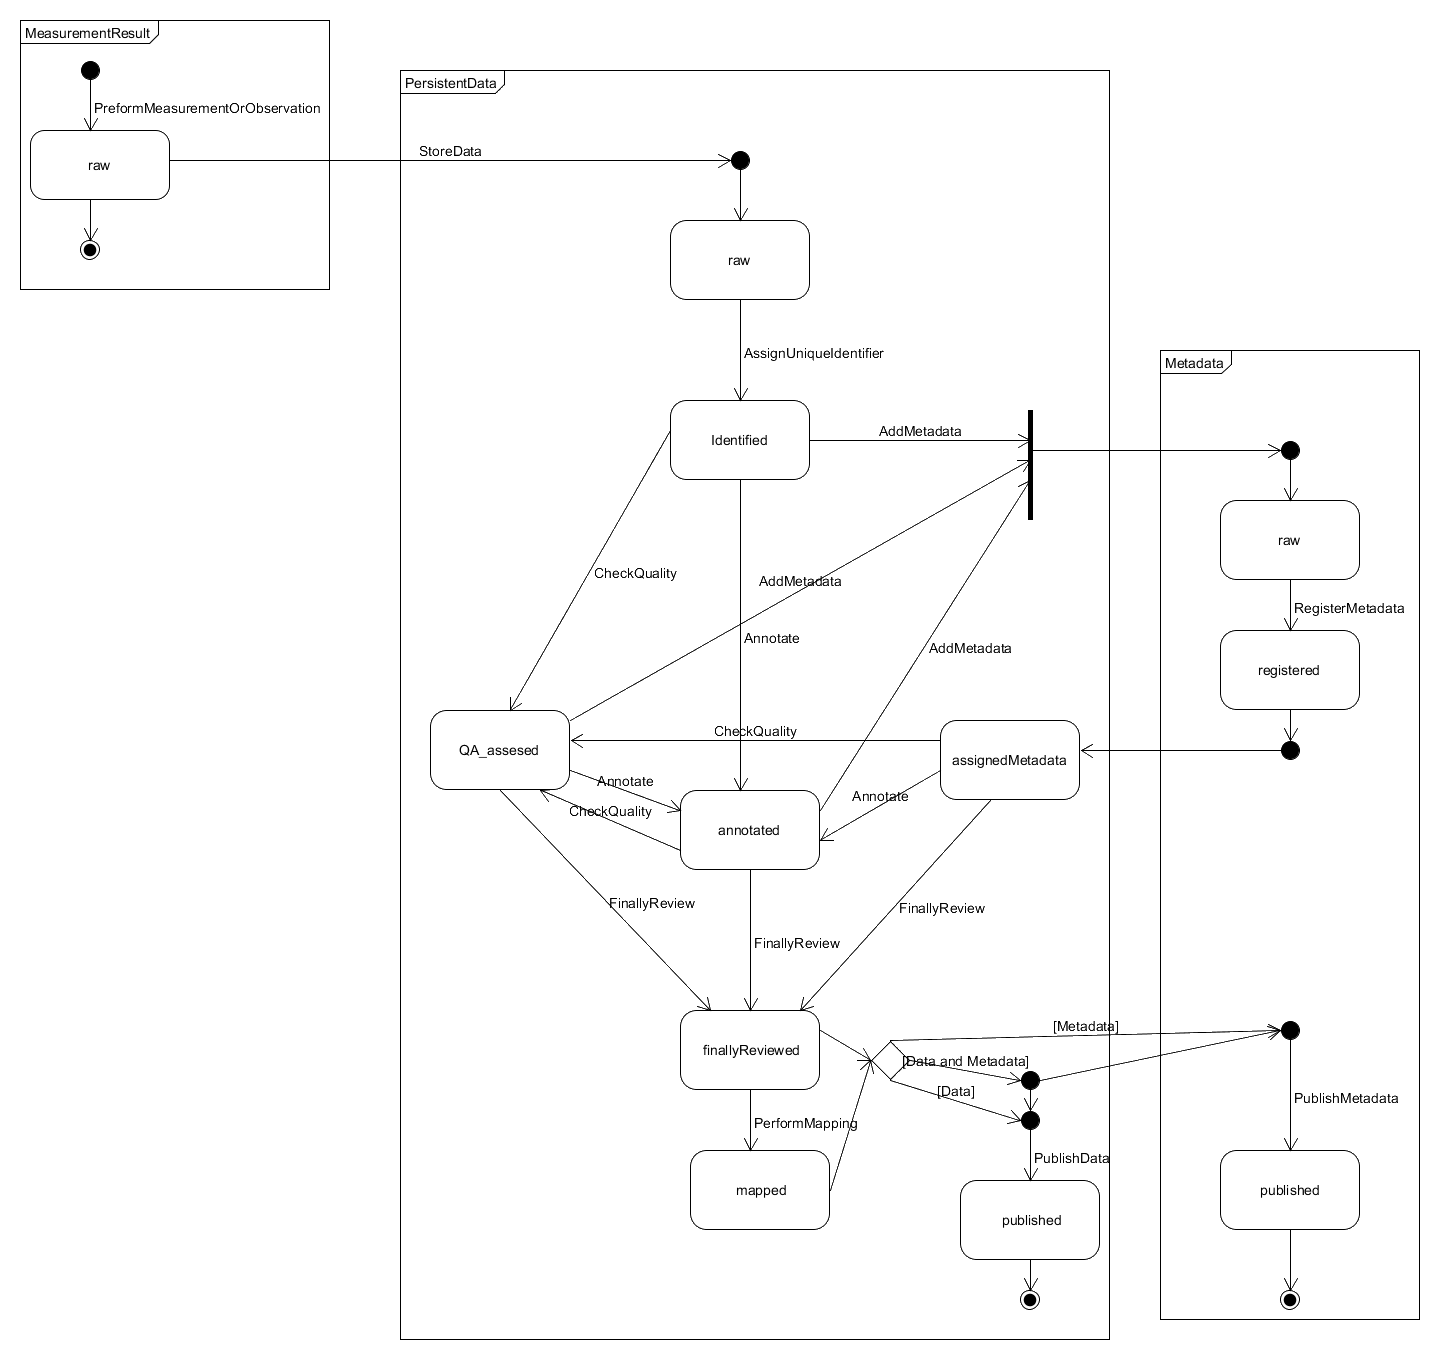 MeasurementResult
PreformMeasurementOrObservation
raw
PersistentData
StoreData
raw
AssignUniqueIdentifier
Identified
AddMetadata
Metadata
raw
CheckQuality
AddMetadata
RegisterMetadata
Annotate
AddMetadata
registered
CheckQuality
QA_assesed
assignedMetadata
Annotate
Annotate
CheckQuality
annotated
FinallyReview
FinallyReview
FinallyReview
[Metadata]
finallyReviewed
[Data and Metadata]
[Data]
PublishMetadata
PerformMapping
PublishData
mapped
published
published